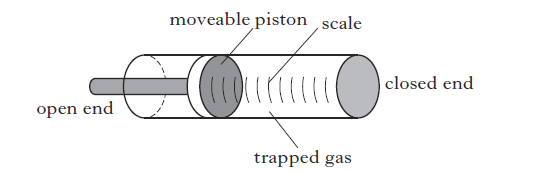 moveable piston
scale
closed end
open end
trapped gas